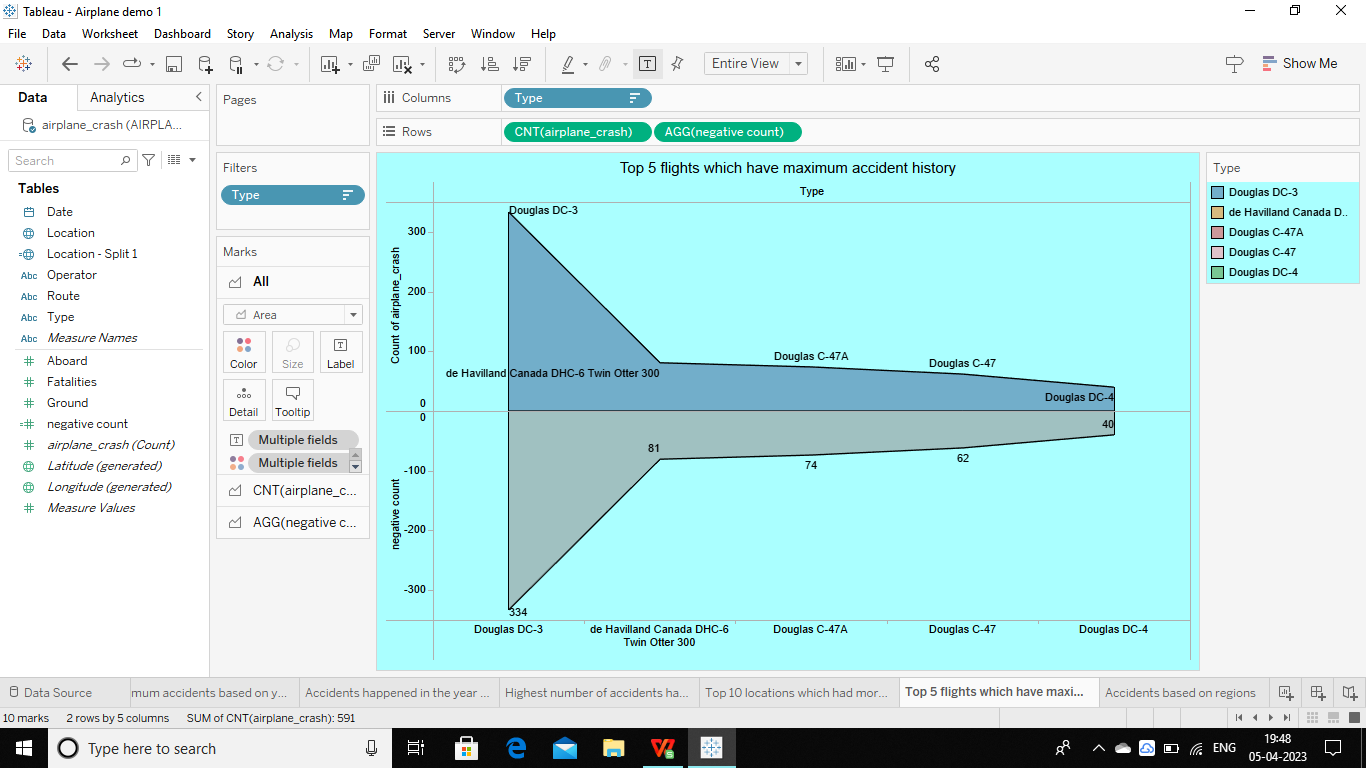 Tableau - Airplane demo 1
File Data Worksheet Dashboard Story Analysis Map Format Server Window Help
Entire View
Show Me
Data Analytics
airplane_crash (AIRPLA...
Search
Tables
Date
Location
Location - Split 1
Abc Operator
Abc Route
Abc Type
Abc Measure Names
Aboard
Fatalities
Ground
negative count
airplane_crash (Count)
Latitude (generated)
Longitude (generated)
Measure Values
Pages
Filters
Type
Marks
All
Area
Color Size Label
Detail Tooltip
Multiple fields
Multiple fields
CNT(airplane_c...
AGG(negative c...
Columns Type
Rows CNT(airplane_crash) AGG(negative count)
Top 5 flights which have maximum accident history
Type
Count of airplane_crash
300
200
100
0
Douglas DC-3
de Havilland Canada DHC-6 Twin Otter 300
Douglas C-47A
Douglas C-47
Douglas DC-4
negative count
0
-100
-200
-300
334
81
74
62
40
Douglas DC-3
de Havilland Canada DHC-6
Twin Otter 300
Douglas C-47A
Douglas C-47
Douglas DC-4
Type
Douglas DC-3
de Havilland Canada D..
Douglas C-47A
Douglas C-47
Douglas DC-4
Data Source
mum accidents based on y...
Accidents happened in the year ...
Highest number of accidents ha...
Top 10 locations which had mor...
Top 5 flights which have maxi...
Accidents based on regions
10 marks 2 rows by 5 columns SUM of CNT(airplane_crash): 591
Type here to search
ENG
19:48
05-04-2023